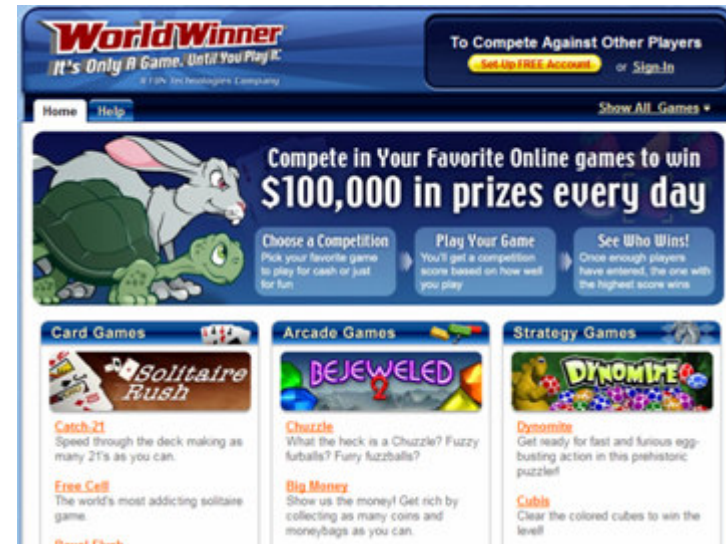 WorldWinner
It's Only A Game. Until You Play It.
A FUN Technologies Company
To Compete Against Other Players
Set-Up FREE Account or Sign-In
Home Help
Show All Games
Compete in Your Favorite Online games to win
$100,000 in prizes every day
Choose a Competition
Pick your favorite game
to play for cash or just
for fun
Play Your Game
You'll get a competition
score based on how well
you play
See Who Wins!
Once enough players
have entered, the one with
the highest score wins
Card Games
Solitaire
Rush
Catch-21
Speed through the deck making as
many 21's as you can.
Free Cell
The world's most addicting solitaire
game.
Royal Flush
Arcade Games
BEJEWELED
2
Chuzzle
What the heck is a Chuzzle? Fuzzy
furballs? Furry fuzzballs?
Big Money
Show us the money! Get rich by
collecting as many coins and
moneybags as you can.
Strategy Games
DYNOMITE
Dynomite
Get ready for fast and furious egg-
busting action in this prehistoric
puzzler!
Cubis
Clear the colored cubes to win the
level!